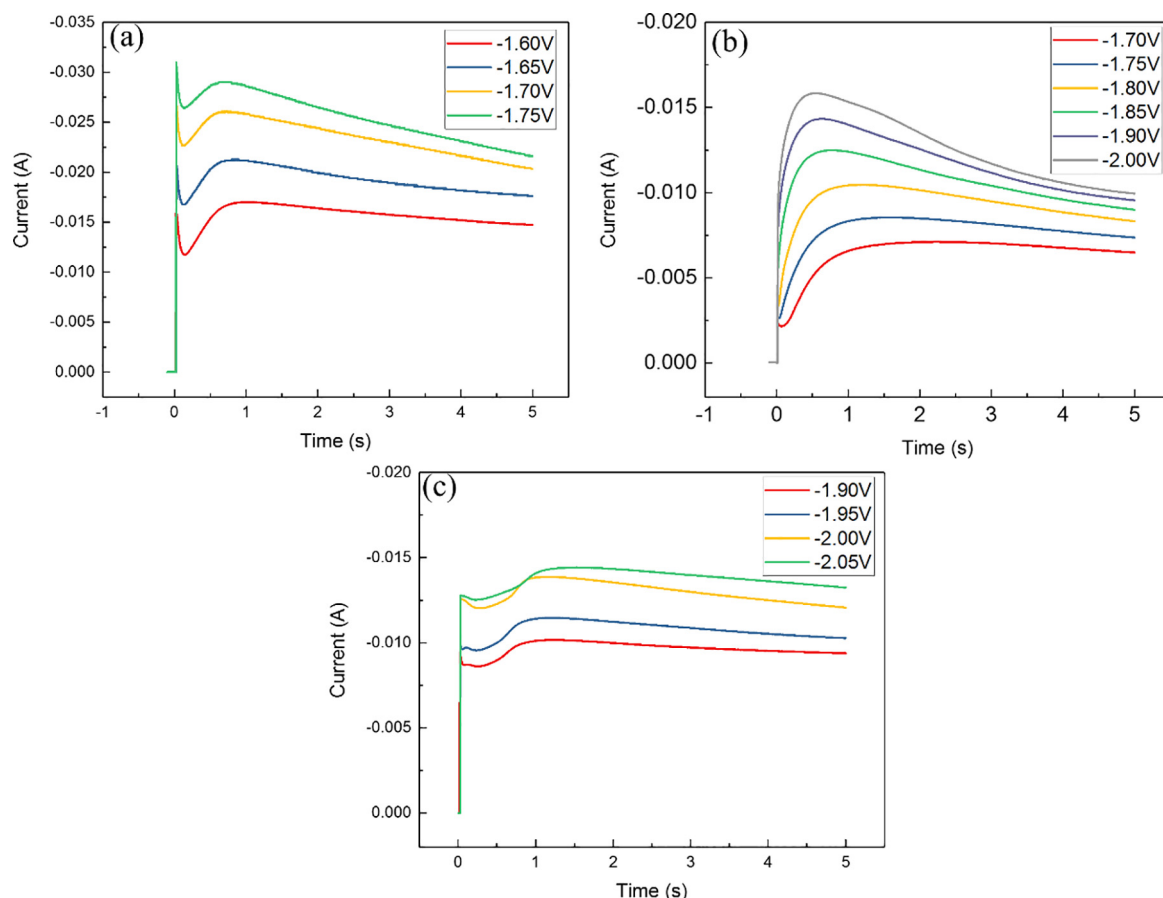 (a)
-0.035
-0.030
-0.025
-0.020
-0.015
-0.010
-0.005
0.000
Current (A)
-1.60V
-1.65V
-1.70V
-1.75V
-1
0
1
2
3
4
5
Time (s)
(b)
-0.020
-0.015
-0.010
-0.005
0.000
Current (A)
-1.70V
-1.75V
-1.80V
-1.85V
-1.90V
-2.00V
-1
0
1
2
3
4
5
Time (s)
(c)
-0.020
-0.015
-0.010
-0.005
0.000
Current (A)
-1.90V
-1.95V
-2.00V
-2.05V
0
1
2
3
4
5
Time (s)